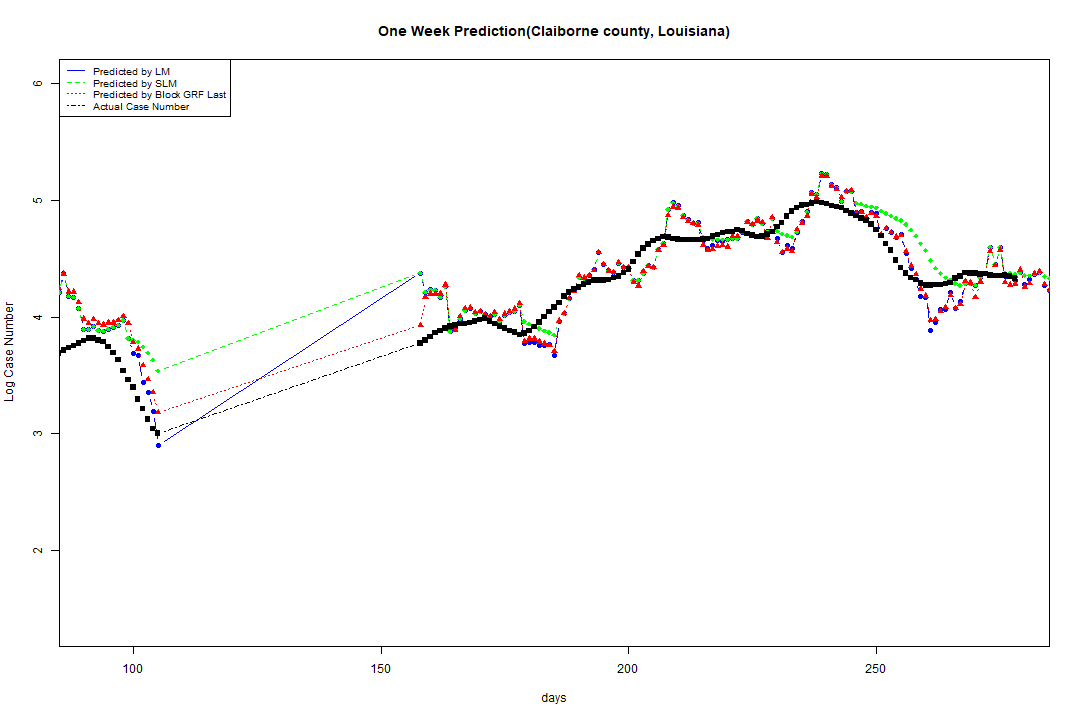 One Week Prediction(Claiborne county, Louisiana)
Predicted by LM
Predicted by SLM
Predicted by Block GRF Last
Actual Case Number
Log Case Number
6
5
4
3
2
100
150
200
250
days